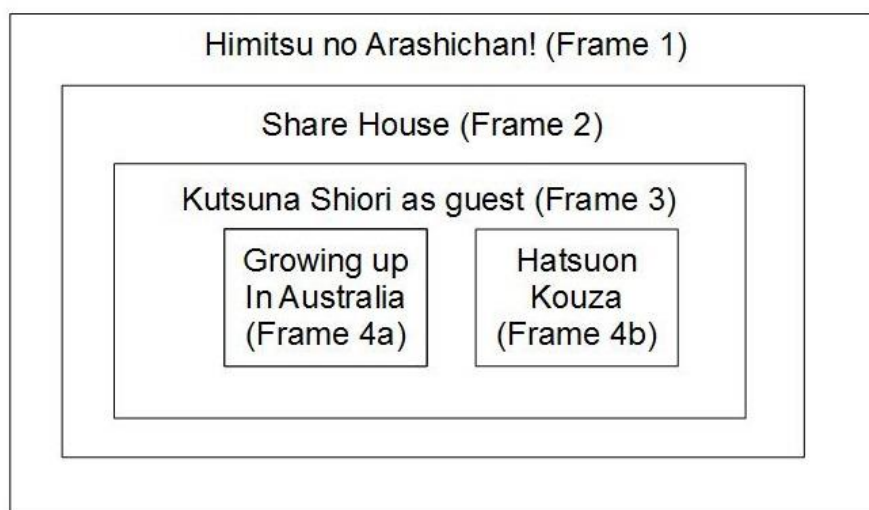 Himitsu no Arashichan! (Frame 1)
Share House (Frame 2)
Kutsuna Shiori as guest (Frame 3)
Growing up
In Australia
(Frame 4a)
Hatsuon
Kouza
(Frame 4b)